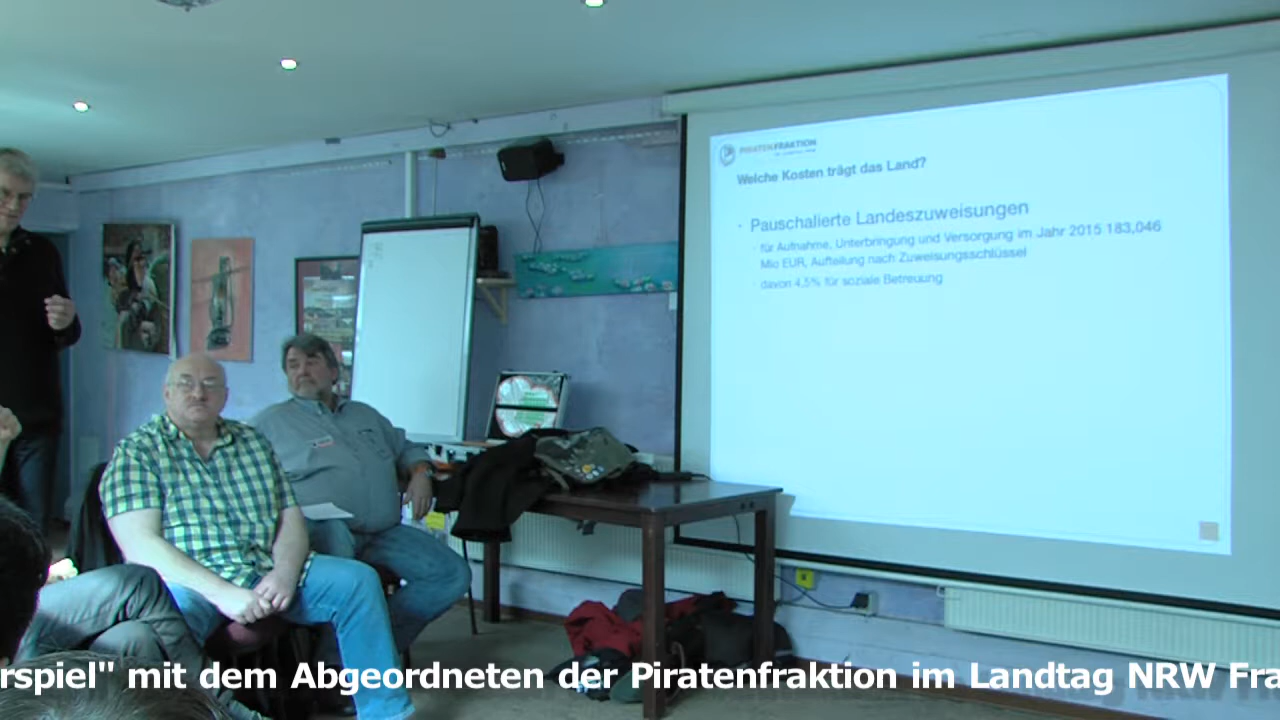 PIRATENFRAKTION
Welche Kosten trägt das Land?
· Pauschalierte Landeszuweisungen
· für Aufnahme, Unterbringung und Versorgung im Jahr 2015 183,046
Mio EUR, Aufteilung nach Zuweisungsschlüssel
· davon 4,5% für soziale Betreuung
rspiel" mit dem Abgeordneten der Piratenfraktion im Landtag NRW Fra